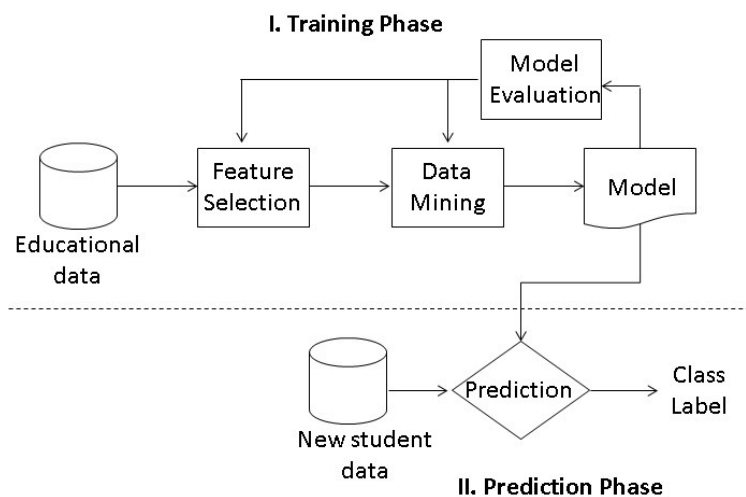 I. Training Phase
Model
Evaluation
Feature
Selection
Data
Mining
Model
Educational
data
Prediction
Class
Label
New student
data
II. Prediction Phase